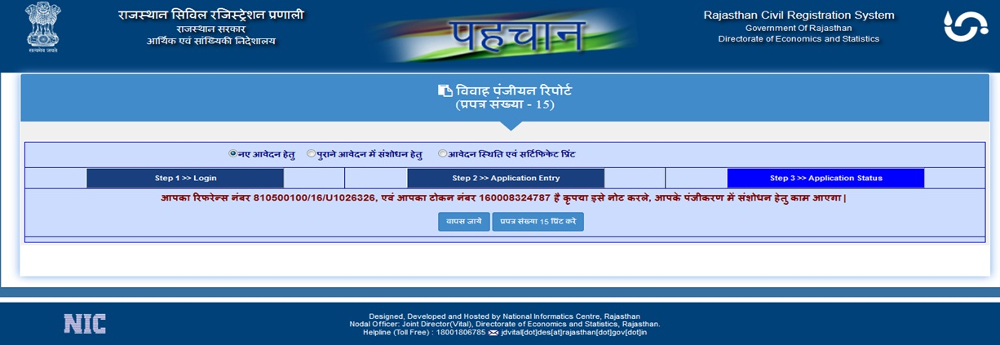 राजस्थान सिविल रजिस्ट्रेशन प्रणाली
राजस्थान सरकार
आर्थिक एवं सांख्यिकी निदेशालय
सत्यमेव जयते
पहचान
Rajasthan Civil Registration System
Government Of Rajasthan
Directorate of Economics and Statistics
विवाह पंजीयन रिपोर्ट
(प्रपत्र संख्या - 15)
नए आवेदन हेतु पुराने आवेदन में संशोधन हेतु आवेदन स्थिति एवं सर्टिफिकेट प्रिंट
Step 1 >> Login Step 2 >> Application Entry Step 3 >> Application Status
आपका रिफरेन्स नंबर 810500100/16/U1026326, एवं आपका टोकन नंबर 160008324787 है कृपया इसे नोट करले, आपके पंजीकरण में संशोधन हेतु काम आएगा |
वापस जाये प्रपत्र संख्या 15 प्रिंट करे
NIC
Designed, Developed and Hosted by National Informatics Centre, Rajasthan
Nodal Officer: Joint Director(Vital), Directorate of Economics and Statistics, Rajasthan.
Helpline (Toll Free) : 18001806785 jdvital[dot]des[at]rajasthan[dot]gov[dot]in